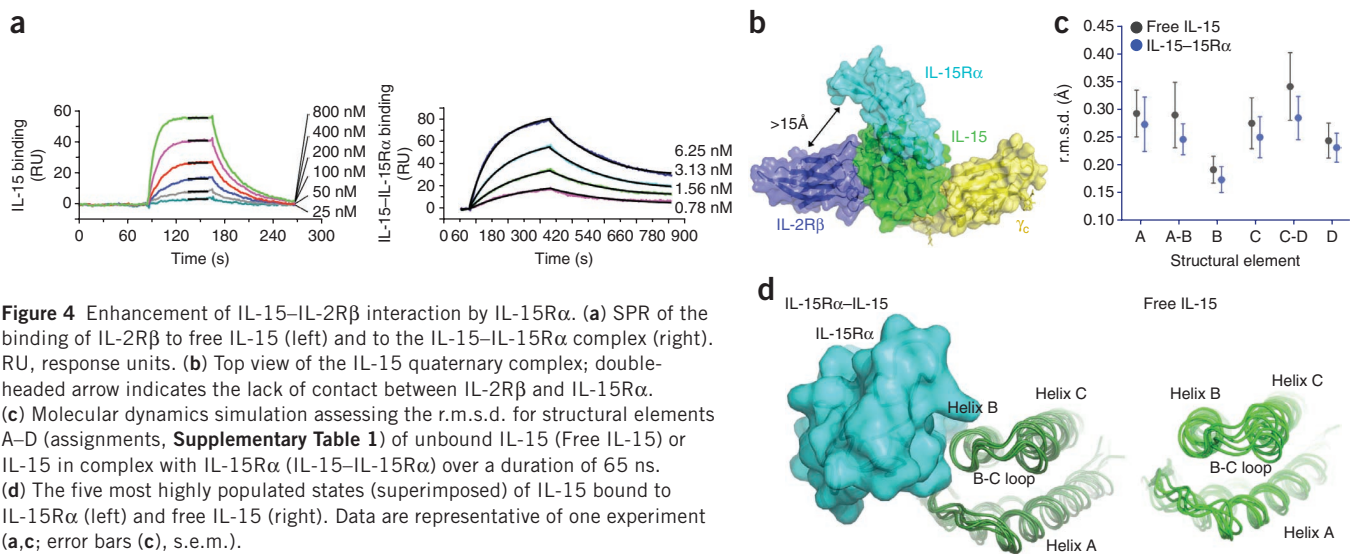 a
IL-15 binding
(RU)
60
40
20
0
0
60
120
180
240
300
Time (s)
800 nM
400 nM
200 nM
100 nM
50 nM
25 nM
IL-15–IL-15Rα binding
(RU)
80
60
40
20
0
0 60
180
300
420
540
660
780
900
Time (s)
6.25 nM
3.13 nM
1.56 nM
0.78 nM
b
IL-15Rα
>15Å
IL-15
IL-2Rβ
γc
c
Free IL-15
IL-15–15Rα
r.m.s.d. (Å)
0.45
0.40
0.35
0.30
0.25
0.20
0.15
0.10
A
A-B
B
C
C-D
D
Structural element
Figure 4 Enhancement of IL-15–IL-2Rβ interaction by IL-15Rα. (a) SPR of the
binding of IL-2Rβ to free IL-15 (left) and to the IL-15–IL-15Rα complex (right).
RU, response units. (b) Top view of the IL-15 quaternary complex; double-
headed arrow indicates the lack of contact between IL-2Rβ and IL-15Rα.
(c) Molecular dynamics simulation assessing the r.m.s.d. for structural elements
A–D (assignments, Supplementary Table 1) of unbound IL-15 (Free IL-15) or
IL-15 in complex with IL-15Rα (IL-15–IL-15Rα) over a duration of 65 ns.
(d) The five most highly populated states (superimposed) of IL-15 bound to
IL-15Rα (left) and free IL-15 (right). Data are representative of one experiment
(a,c; error bars (c), s.e.m.).
d
IL-15Rα–IL-15
IL-15Rα
Helix B
Helix C
B-C loop
Helix A
Free IL-15
Helix B
Helix C
B-C loop
Helix A